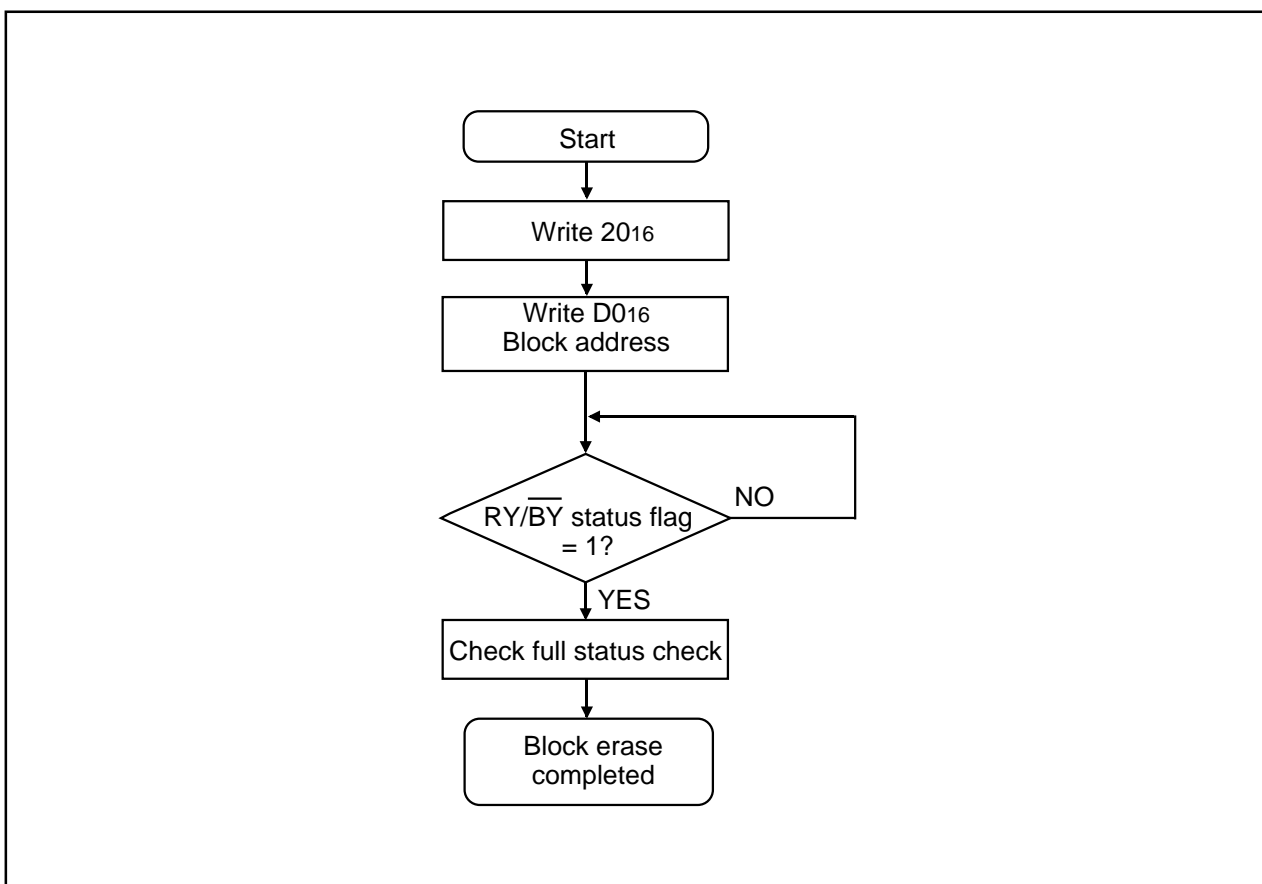 Start
Write 2016
Write D016
Block address
NO
RY/B̅Y̅ status flag
= 1?
YES
Check full status check
Block erase
completed